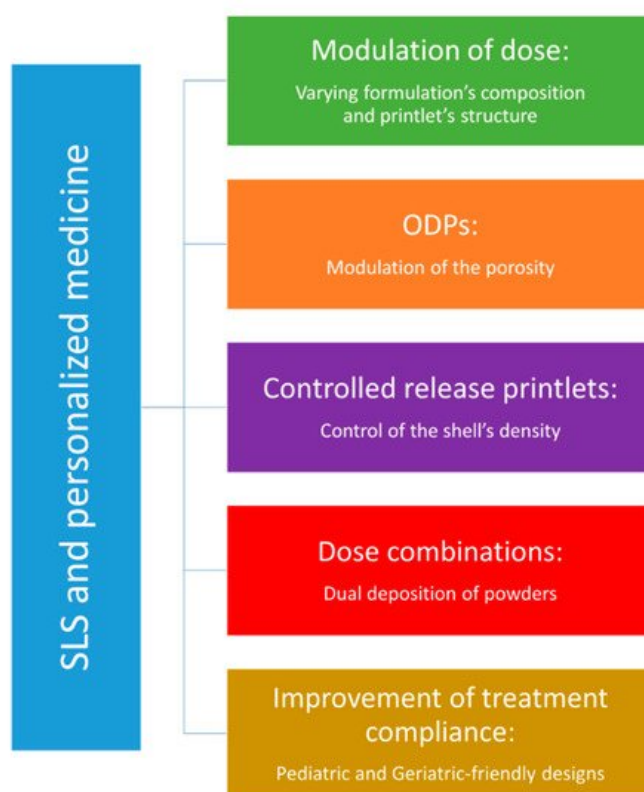 SLS and personalized medicine
Modulation of dose:
Varying formulation's composition
and printlet's structure
ODPs:
Modulation of the porosity
Controlled release printlets:
Control of the shell's density
Dose combinations:
Dual deposition of powders
Improvement of treatment
compliance:
Pediatric and Geriatric-friendly designs